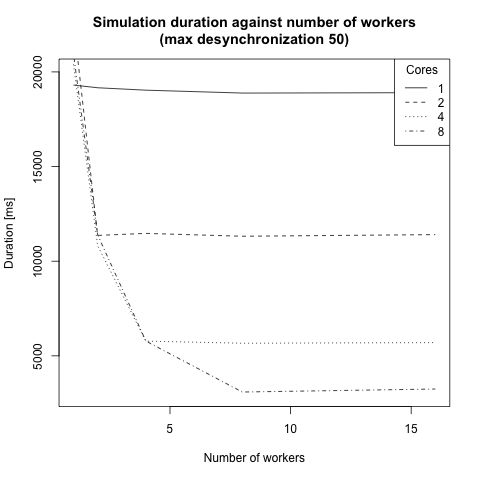 Simulation duration against number of workers
(max desynchronization 50)
Cores
1
2
4
8
Duration [ms]
20000
15000
10000
5000
5
10
15
Number of workers